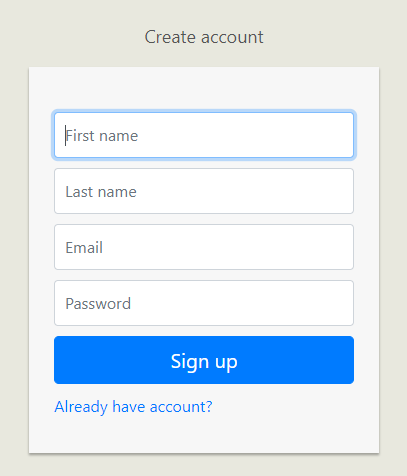 Create account
First name
Last name
Email
Password
Sign up
Already have account?